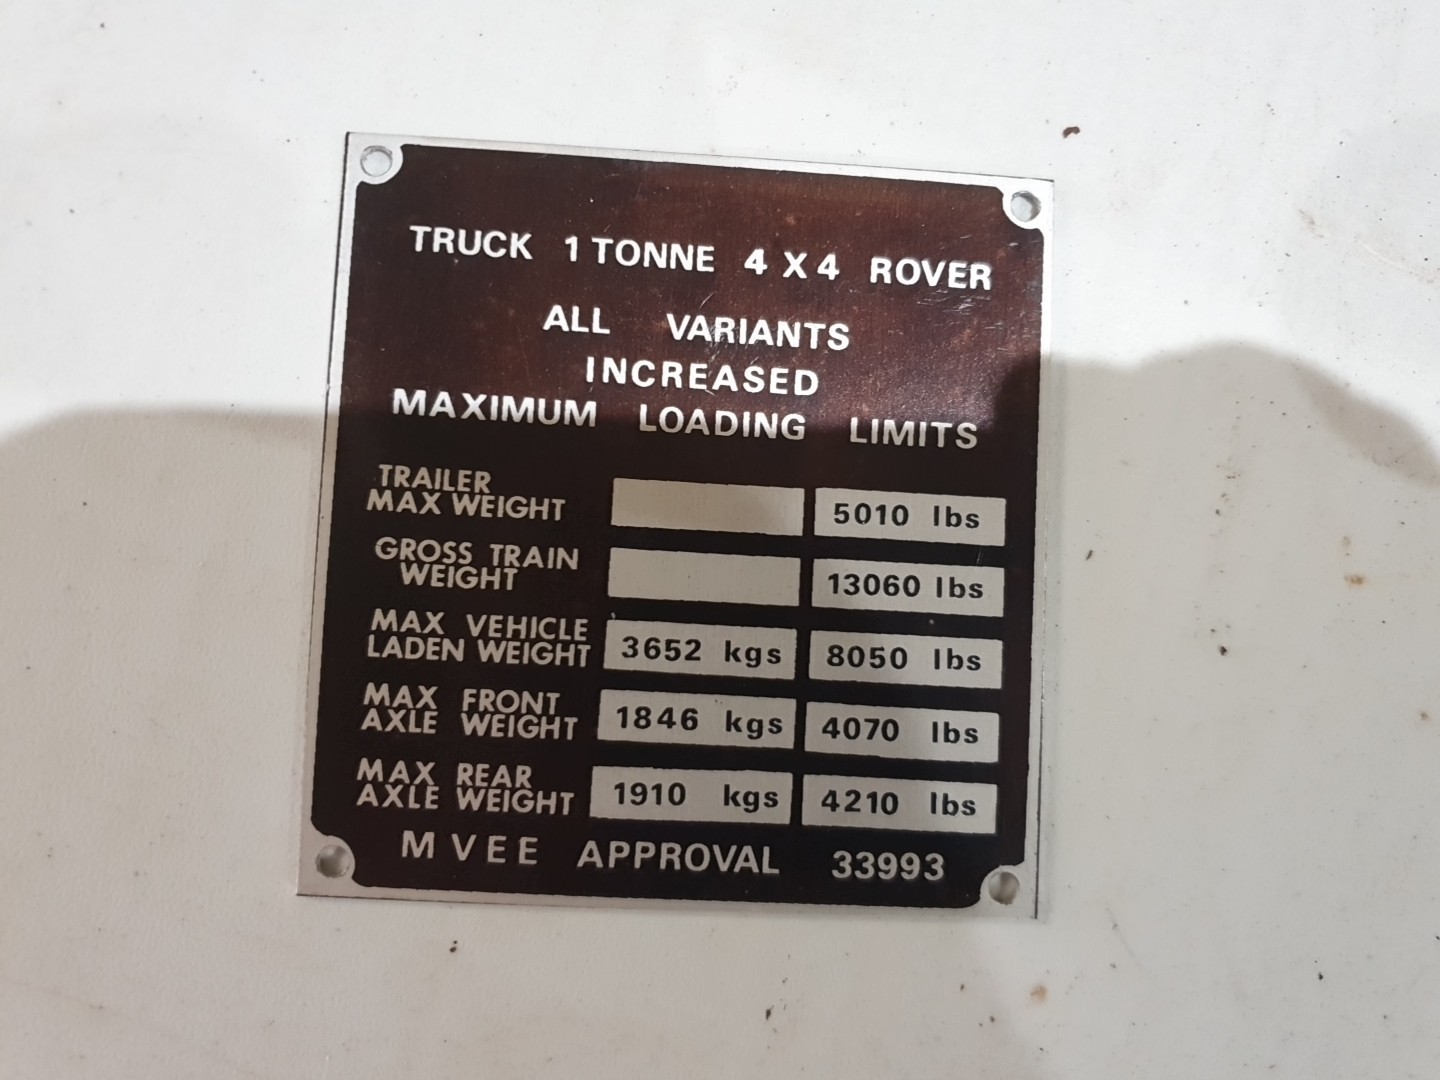 TRUCK 1 TONNE 4 X 4 ROVER
ALL VARIANTS
INCREASED
MAXIMUM LOADING LIMITS
TRAILER
MAX WEIGHT 5010 lbs
GROSS TRAIN
WEIGHT 13060 lbs
MAX VEHICLE
LADEN WEIGHT 3652 kgs 8050 lbs
MAX FRONT
AXLE WEIGHT 1846 kgs 4070 lbs
MAX REAR
AXLE WEIGHT 1910 kgs 4210 lbs
MVEE APPROVAL 33993